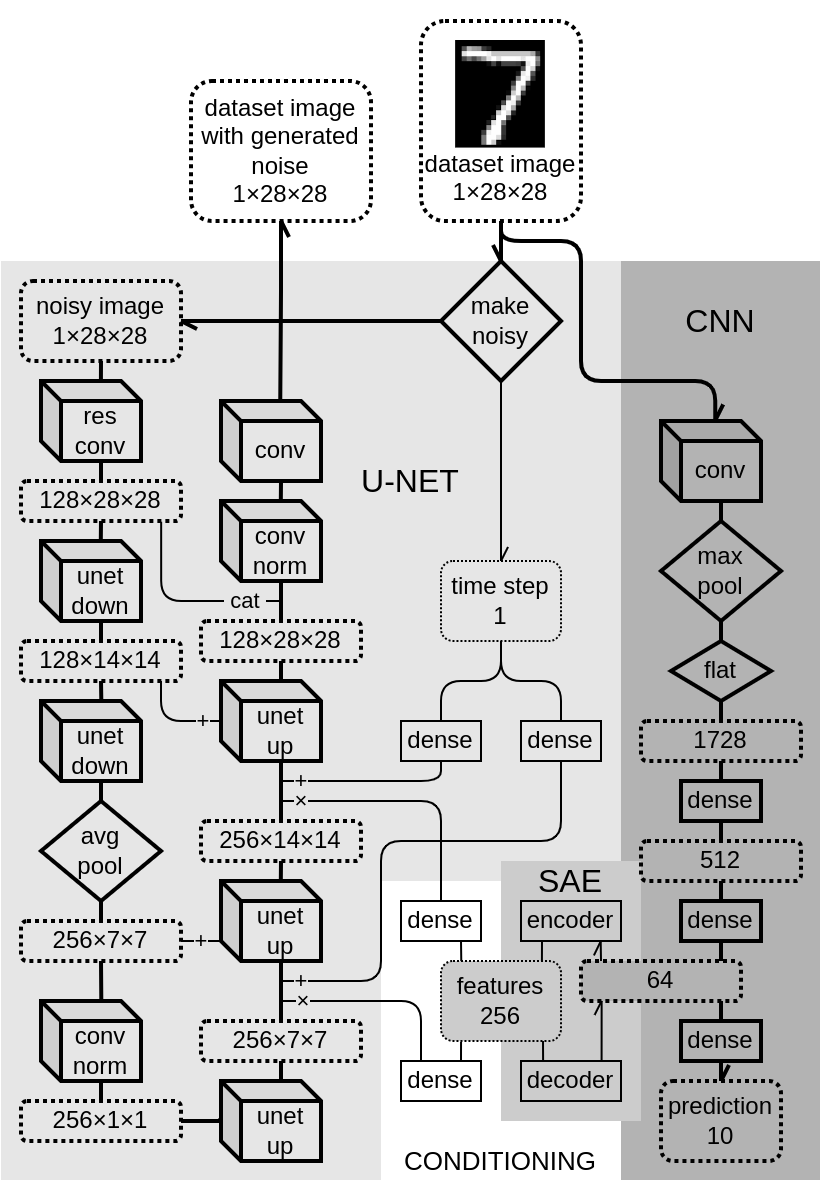 dataset image
1×28×28
dataset image
with generated
noise
1×28×28
noisy image
1×28×28
make
noisy
CNN
res
conv
conv
U-NET
conv
128×28×28
conv
norm
max
pool
unet
down
cat
time step
1
128×28×28
128×14×14
flat
unet
down
+
unet
up
dense
dense
1728
+
×
dense
avg
pool
256×14×14
512
SAE
256×7×7
+
unet
up
dense
encoder
dense
+
×
features
256
64
conv
norm
256×7×7
dense
unet
up
dense
decoder
256×1×1
prediction
10
CONDITIONING